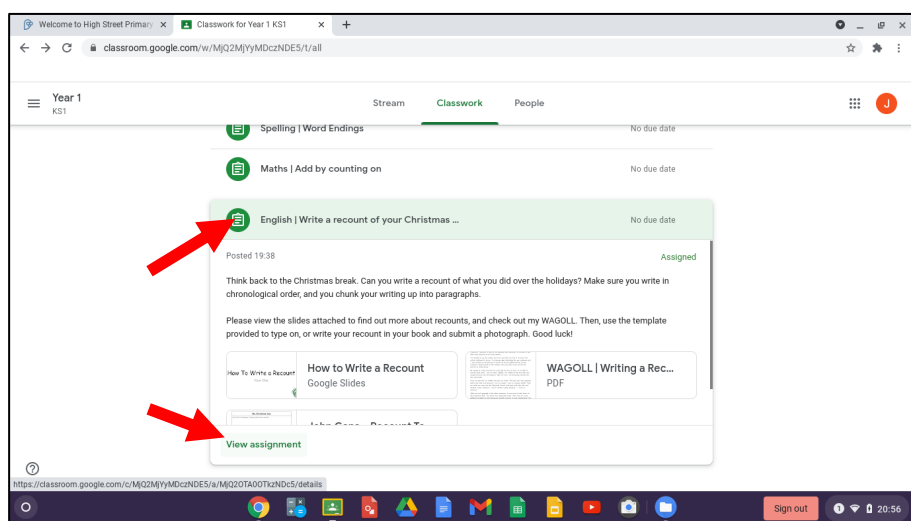 Welcome to High Street Primary
Classwork for Year 1 KS1
classroom.google.com/w/MjQ2MjYyMDczNDE5/t/all
Year 1
KS1
Stream
Classwork
People
J
Spelling | Word Endings
No due date
Maths | Add by counting on
No due date
English | Write a recount of your Christmas ...
No due date
Posted 19:38
Assigned
Think back to the Christmas break. Can you write a recount of what you did over the holidays? Make sure you write in
chronological order, and you chunk your writing up into paragraphs.
Please view the slides attached to find out more about recounts, and check out my WAGOLL. Then, use the template
provided to type on, or write your recount in your book and submit a photograph. Good luck!
How To Write a Recount
How to Write a Recount
Google Slides
WAGOLL | Writing a Rec...
PDF
View assignment
https://classroom.google.com/c/MjQ2MjYyMDczNDE5/a/MjQ2OTA0OTkzNDc5/details
Sign out
1
20:56